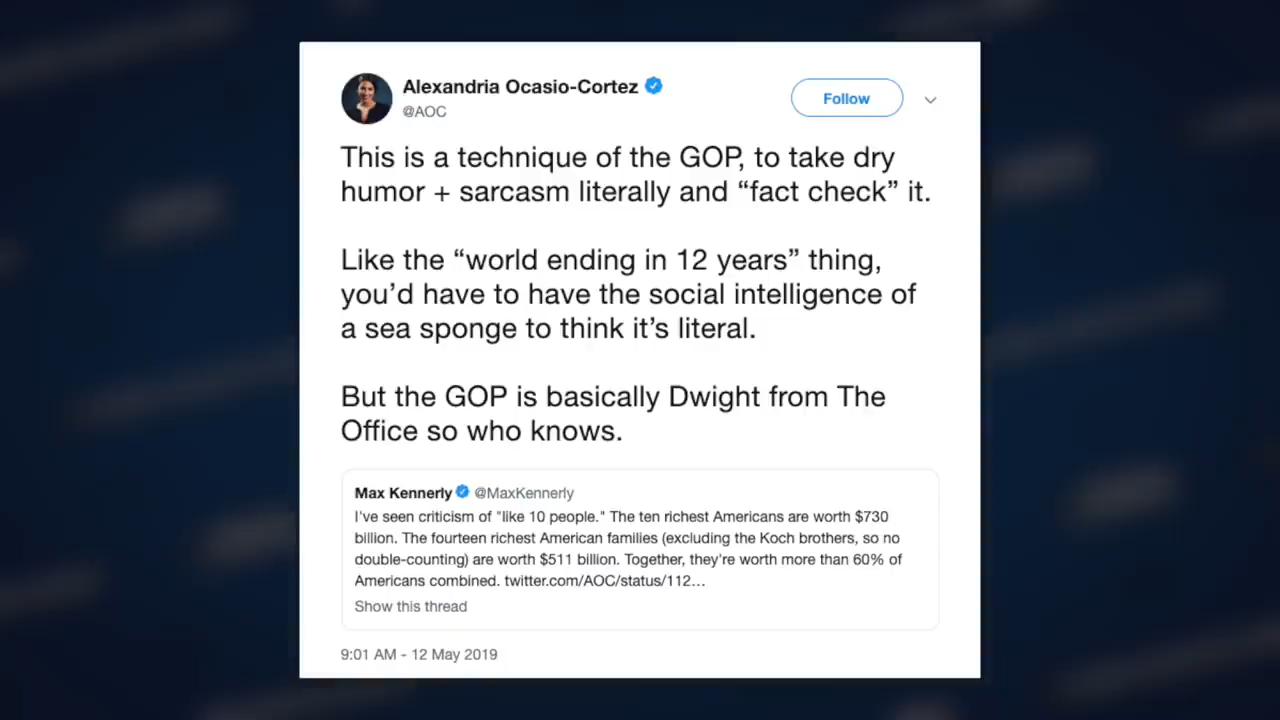 Alexandria Ocasio-Cortez
@AOC
Follow
This is a technique of the GOP, to take dry
humor + sarcasm literally and “fact check” it.
Like the “world ending in 12 years” thing,
you’d have to have the social intelligence of
a sea sponge to think it’s literal.
But the GOP is basically Dwight from The
Office so who knows.
Max Kennerly @MaxKennerly
I've seen criticism of "like 10 people." The ten richest Americans are worth $730
billion. The fourteen richest American families (excluding the Koch brothers, so no
double-counting) are worth $511 billion. Together, they're worth more than 60% of
Americans combined. twitter.com/AOC/status/112…
Show this thread
9:01 AM - 12 May 2019